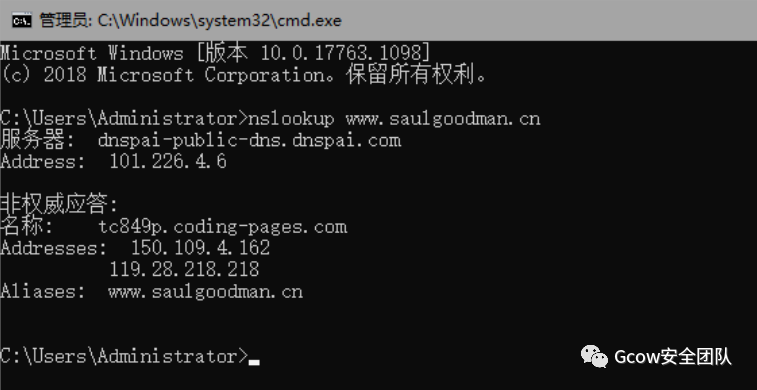 管理员: C:\Windows\system32\cmd.exe
Microsoft Windows [版本 10.0.17763.1098]
(c) 2018 Microsoft Corporation。保留所有权利。
C:\Users\Administrator>nslookup www.saulgoodman.cn
服务器:  dnspai-public-dns.dnspai.com
Address:  101.226.4.6
非权威应答:
名称:    tc849p.coding-pages.com
Addresses:  150.109.4.162
          119.28.218.218
Aliases:  www.saulgoodman.cn
C:\Users\Administrator>
Gcow安全团队